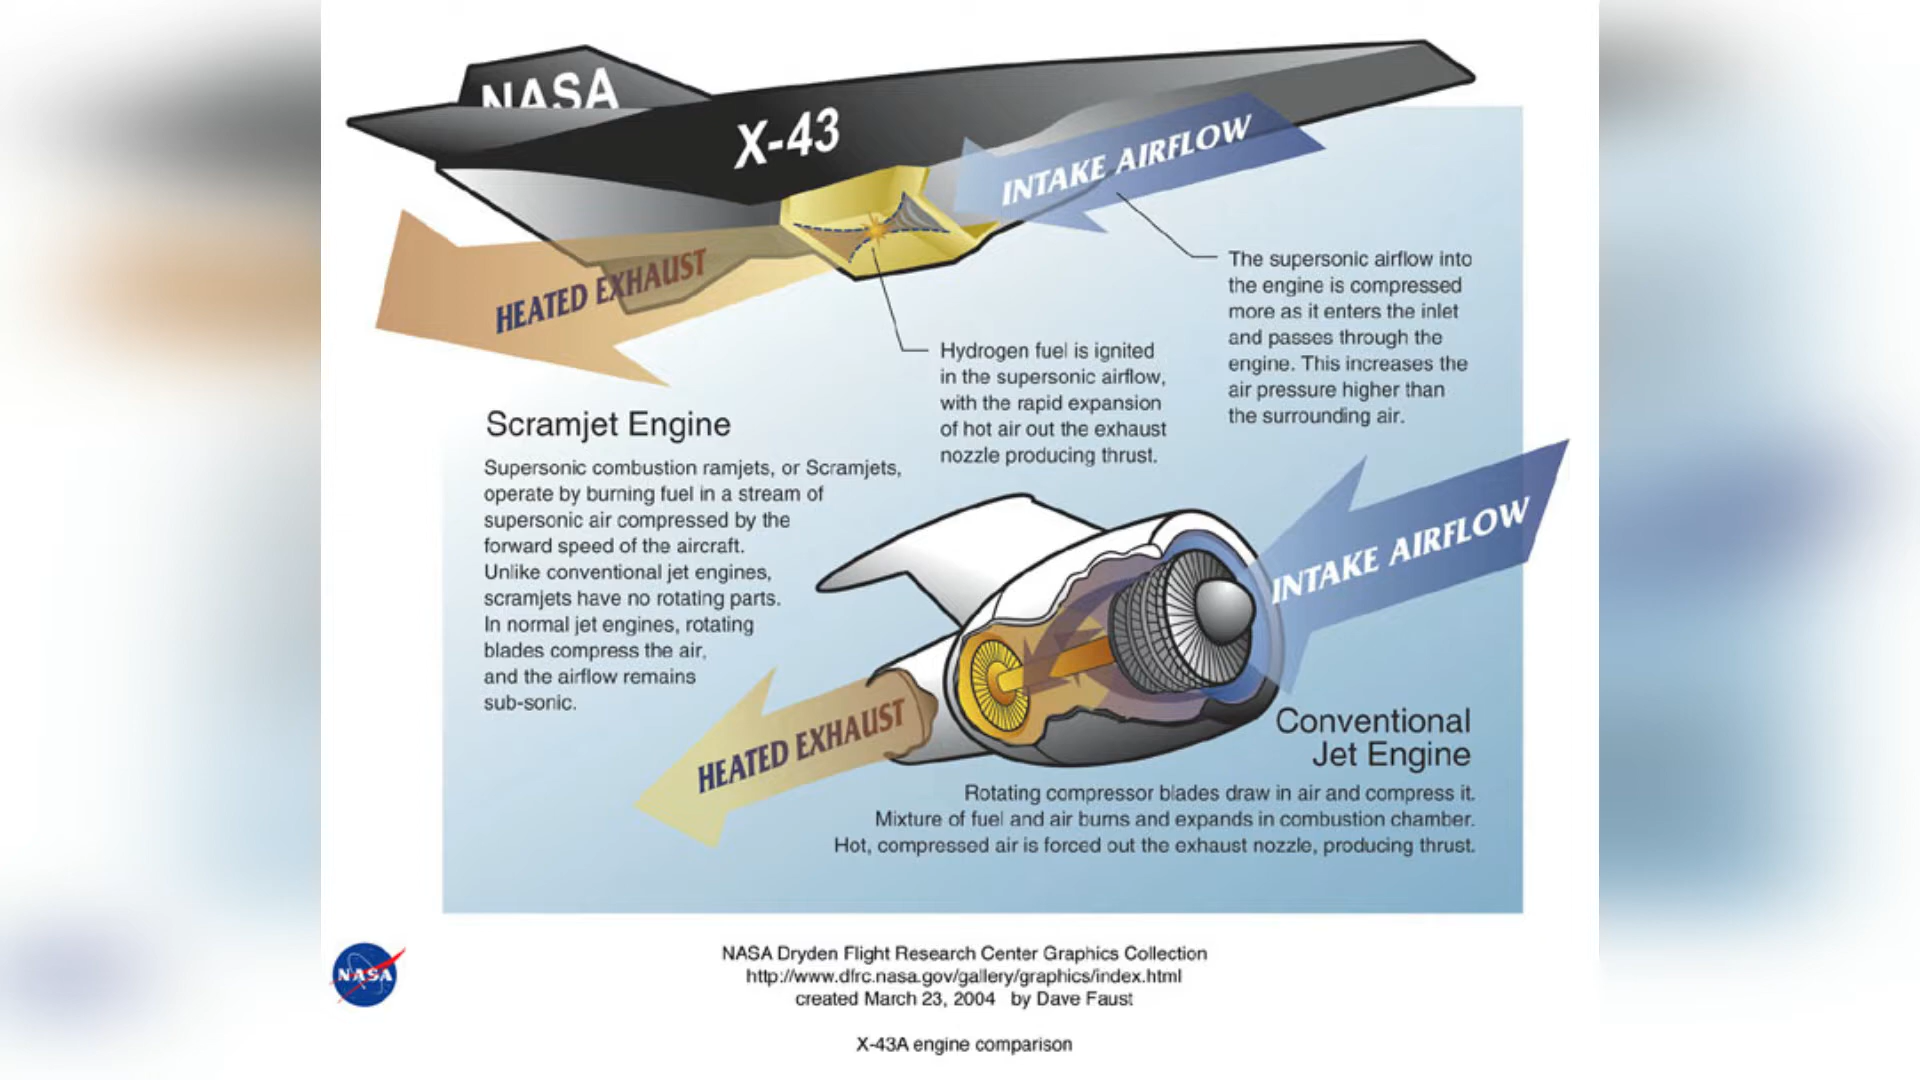 NASA
X-43
INTAKE AIRFLOW
HEATED EXHAUST
The supersonic airflow into
the engine is compressed
more as it enters the inlet
and passes through the
engine. This increases the
air pressure higher than
the surrounding air.
Hydrogen fuel is ignited
in the supersonic airflow,
with the rapid expansion
of hot air out the exhaust
nozzle producing thrust.
Scramjet Engine
Supersonic combustion ramjets, or Scramjets,
operate by burning fuel in a stream of
supersonic air compressed by the
forward speed of the aircraft.
Unlike conventional jet engines,
scramjets have no rotating parts.
In normal jet engines, rotating
blades compress the air,
and the airflow remains
sub-sonic.
INTAKE AIRFLOW
HEATED EXHAUST
Conventional
Jet Engine
Rotating compressor blades draw in air and compress it.
Mixture of fuel and air burns and expands in combustion chamber.
Hot, compressed air is forced out the exhaust nozzle, producing thrust.
NASA
NASA Dryden Flight Research Center Graphics Collection
http://www.dfrc.nasa.gov/gallery/graphics/index.html
created March 23, 2004 by Dave Faust
X-43A engine comparison